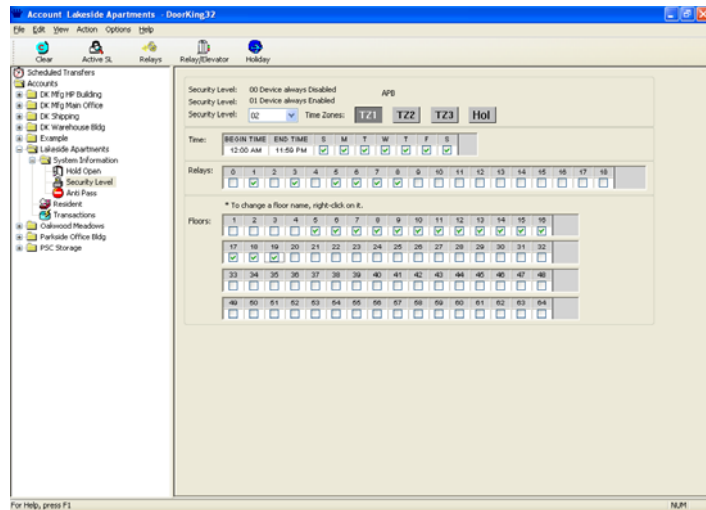 Account Lakeside Apartments - DoorKing32
File Edit View Action Options Help
Clear Active SL Relays Relay/Elevator Holiday
Scheduled Transfers
Accounts
DK Mfg HP Building
DK Mfg Main Office
DK Shipping
DK Warehouse Bldg
Example
Lakeside Apartments
System Information
Hold Open
Security Level
Anti Pass
Resident
Transactions
Oakwood Meadows
Parkside Office Bldg
PSC Storage
Security Level: 00 Device always Disabled APB
Security Level: 01 Device always Enabled
Security Level: 02 Time Zones: TZ1 TZ2 TZ3 Hol
Time: BEGIN TIME END TIME S M T W T F S
12:00 AM 11:59 PM
Relays: 0 1 2 3 4 5 6 7 8 9 10 11 12 13 14 15 16 17 18
* To change a floor name, right-click on it.
Floors: 1 2 3 4 5 6 7 8 9 10 11 12 13 14 15 16
17 18 19 20 21 22 23 24 25 26 27 28 29 30 31 32
33 34 35 36 37 38 39 40 41 42 43 44 45 46 47 48
49 50 51 52 53 54 55 56 57 58 59 60 61 62 63 64
For Help, press F1 NUM